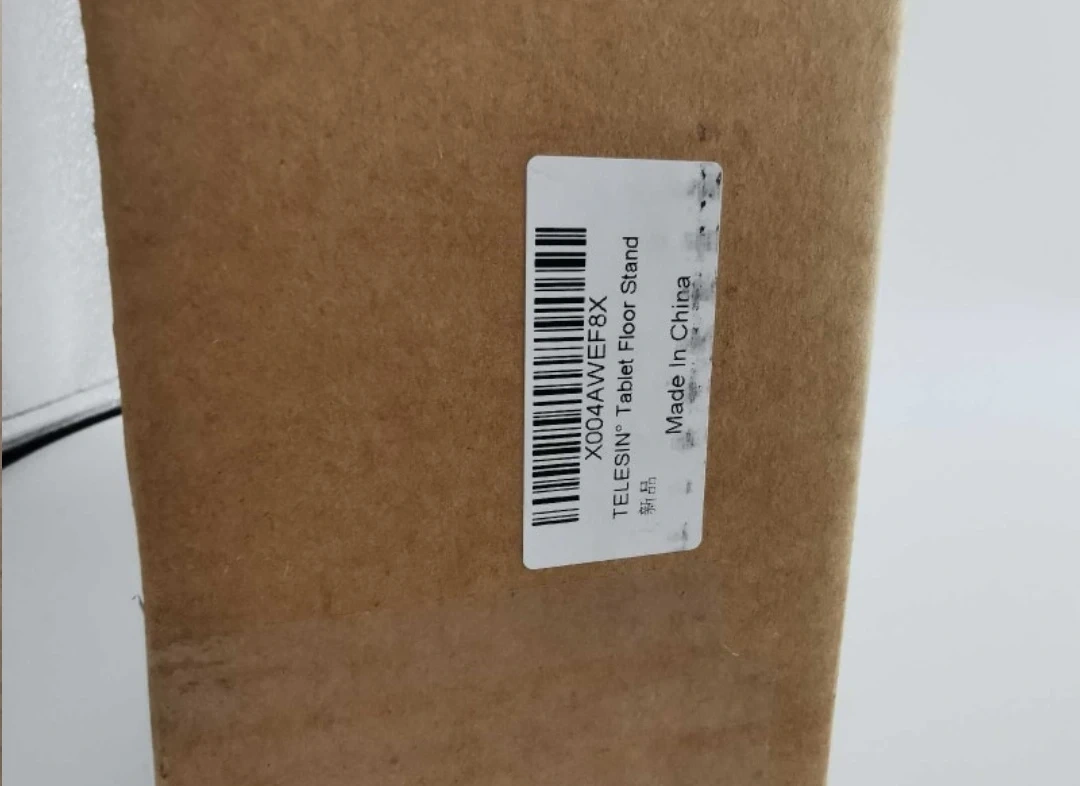 X004AWEF8X
TELESIN° Tablet Floor Stand
新品
Made In China